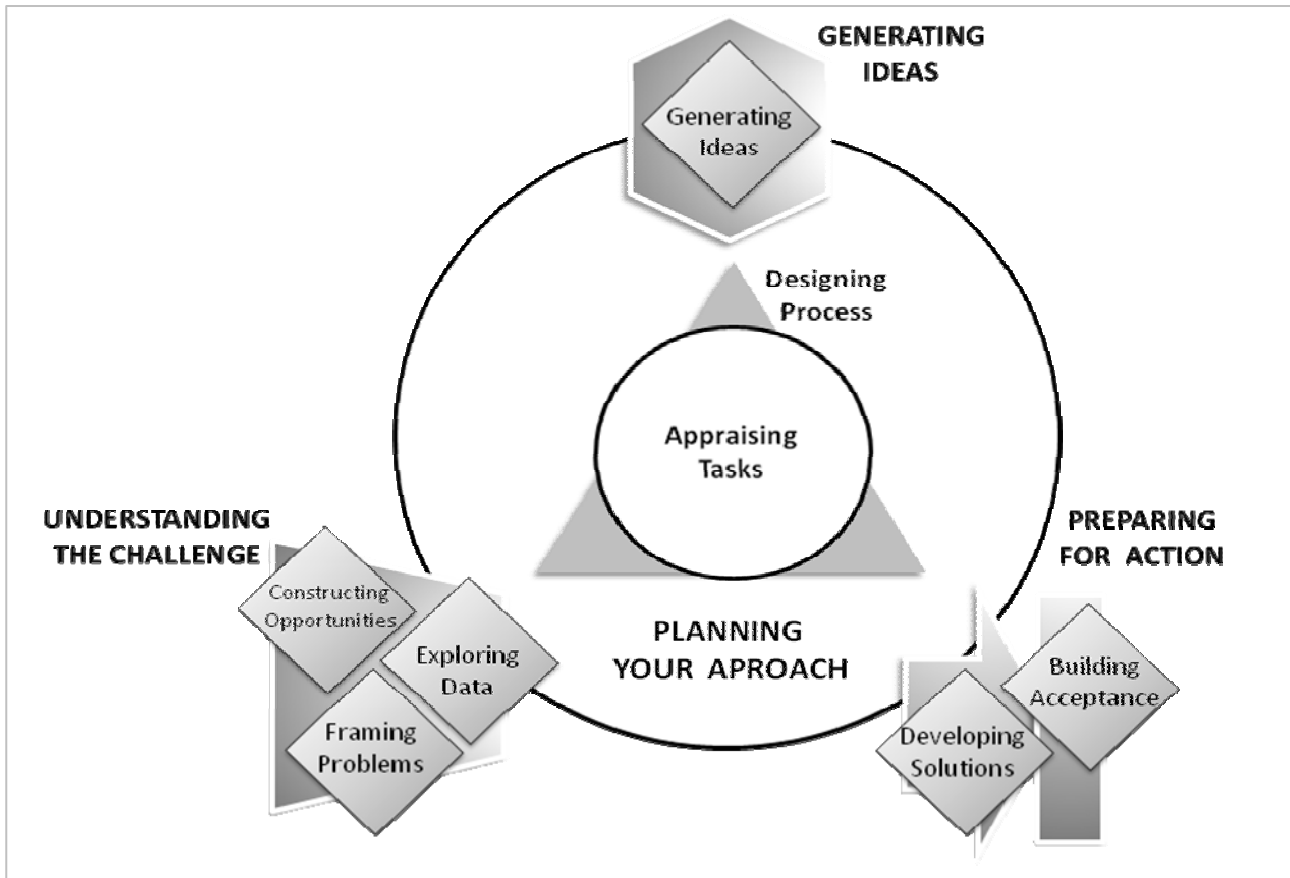 GENERATING
IDEAS
Generating
Ideas
Designing
Process
Appraising
Tasks
UNDERSTANDING
THE CHALLENGE
Constructing
Opportunities
Exploring
Data
Framing
Problems
PLANNING
YOUR APROACH
PREPARING
FOR ACTION
Building
Acceptance
Developing
Solutions